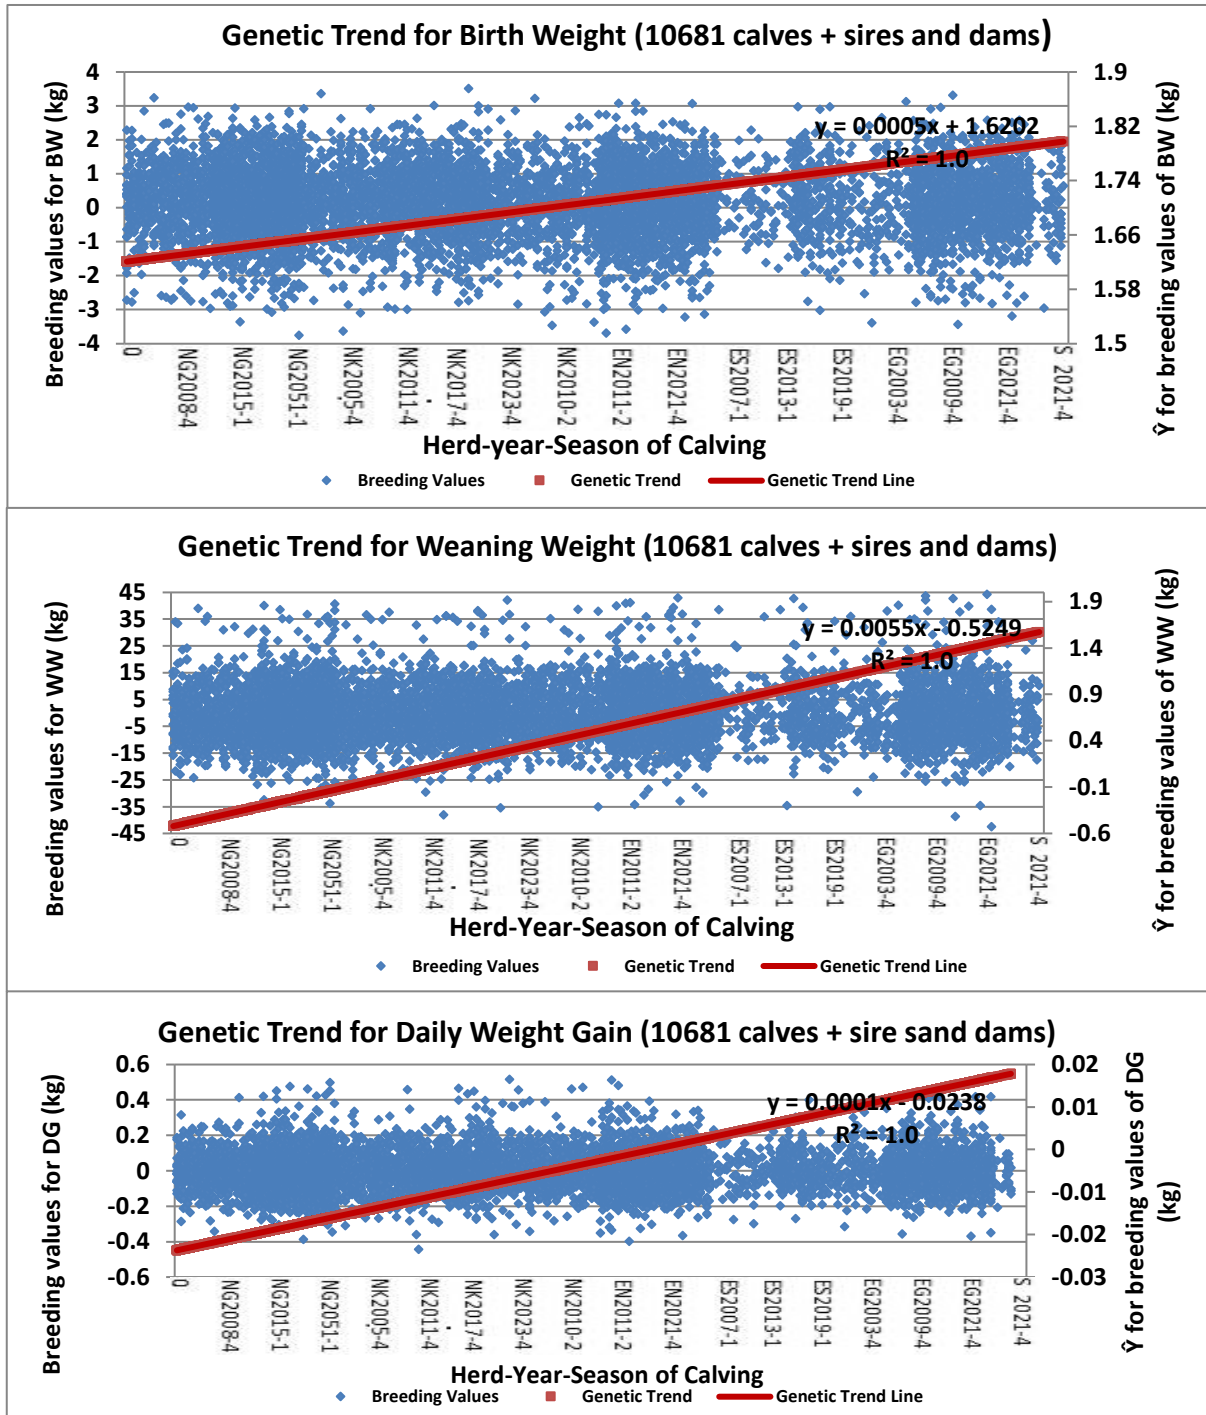 Genetic Trend for Birth Weight (10681 calves + sires and dams)
Breeding values for BW (kg)
4
3
2
1
0
-1
-2
-3
-4
1.9
1.82
1.74
1.66
1.58
1.5
Ŷ for breeding values of BW (kg)
y = 0.0005x + 1.6202
R² = 1.0
0
NG2008-4
NG2015-1
NG2051-1
NK2005-4
NK2011-4
NK2017-4
NK2023-4
NK2010-2
EN2011-2
EN2021-4
ES2007-1
ES2013-1
ES2019-1
EG2003-4
EG2009-4
EG2021-4
S 2021-4
Herd-year-Season of Calving
Breeding Values Genetic Trend Genetic Trend Line
Genetic Trend for Weaning Weight (10681 calves + sires and dams)
Breeding values for WW (kg)
45
35
25
15
5
-5
-15
-25
-35
-45
1.9
1.4
0.9
0.4
-0.1
-0.6
Ŷ for breeding values of WW (kg)
y = 0.0055x - 0.5249
R² = 1.0
0
NG2008-4
NG2015-1
NG2051-1
NK2005-4
NK2011-4
NK2017-4
NK2023-4
NK2010-2
EN2011-2
EN2021-4
ES2007-1
ES2013-1
ES2019-1
EG2003-4
EG2009-4
EG2021-4
S 2021-4
Herd-Year-Season of Calving
Breeding Values Genetic Trend Genetic Trend Line
Genetic Trend for Daily Weight Gain (10681 calves + sire sand dams)
Breeding values for DG (kg)
0.6
0.4
0.2
0
-0.2
-0.4
-0.6
0.02
0.01
0
-0.01
-0.02
-0.03
Ŷ for breeding values of DG
(kg)
y = 0.0001x - 0.0238
R² = 1.0
0
NG2008-4
NG2015-1
NG2051-1
NK2005-4
NK2011-4
NK2017-4
NK2023-4
NK2010-2
EN2011-2
EN2021-4
ES2007-1
ES2013-1
ES2019-1
EG2003-4
EG2009-4
EG2021-4
S 2021-4
Herd-Year-Season of Calving
Breeding Values Genetic Trend Genetic Trend Line